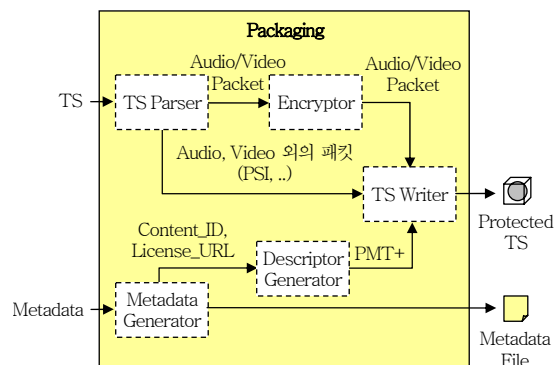 Packaging
Audio/Video
Packet
Audio/Video
Packet
TS
TS Parser
Encryptor
Audio, Video 외의 패킷
(PSI, ..)
TS Writer
Protected
TS
Content_ID,
License_URL
Descriptor
Generator
PMT+
Metadata
Metadata
Generator
Metadata
File